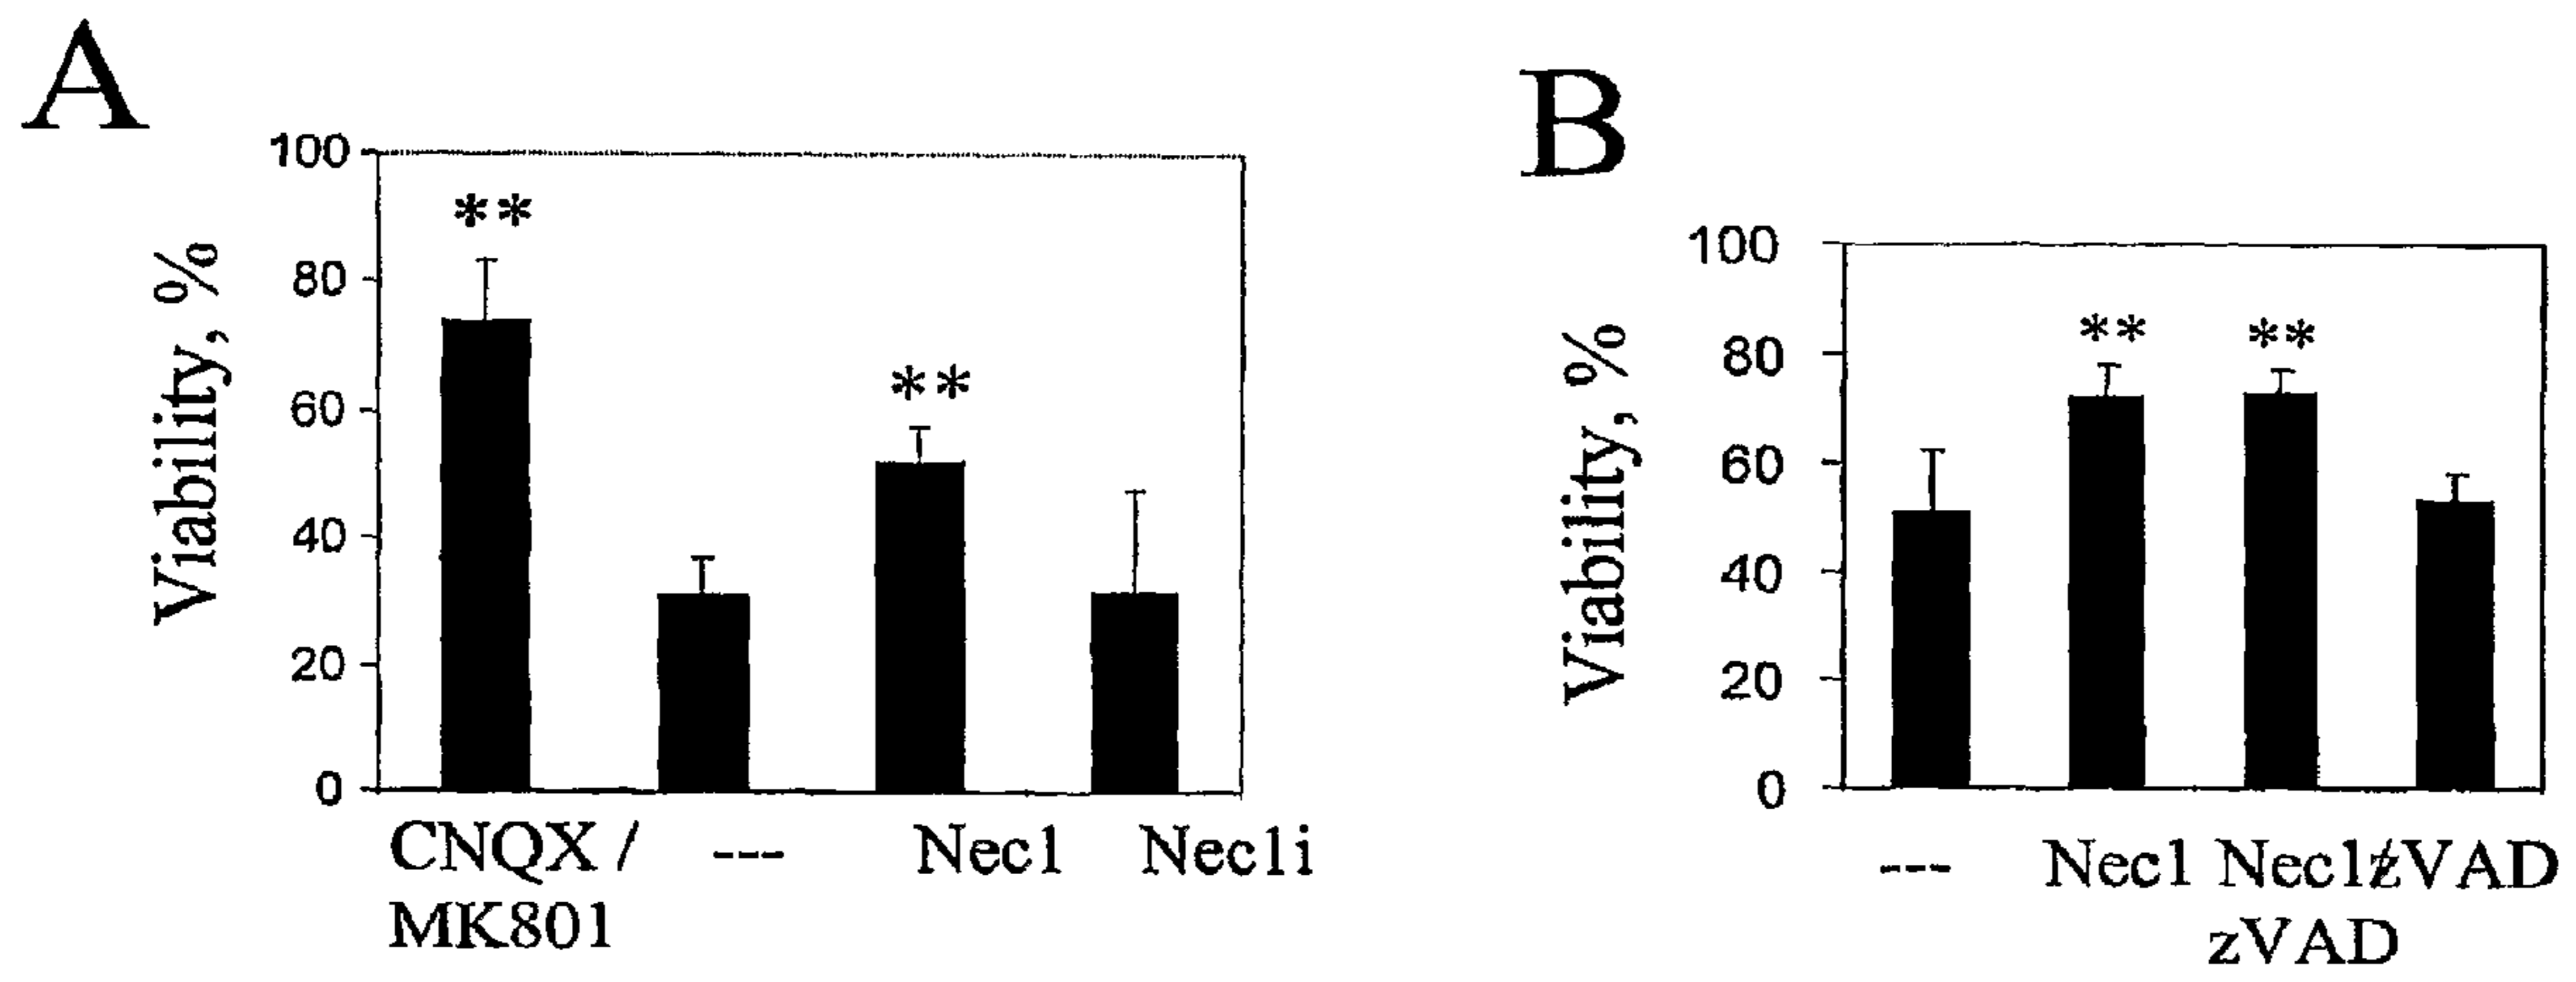 A
Viability, %
100
80
60
40
20
0
**
**
CNQX / --- Nec1 Nec1i
MK801
B
Viability, %
100
80
60
40
20
0
**
**
--- Nec1 Nec1/zVAD
zVAD